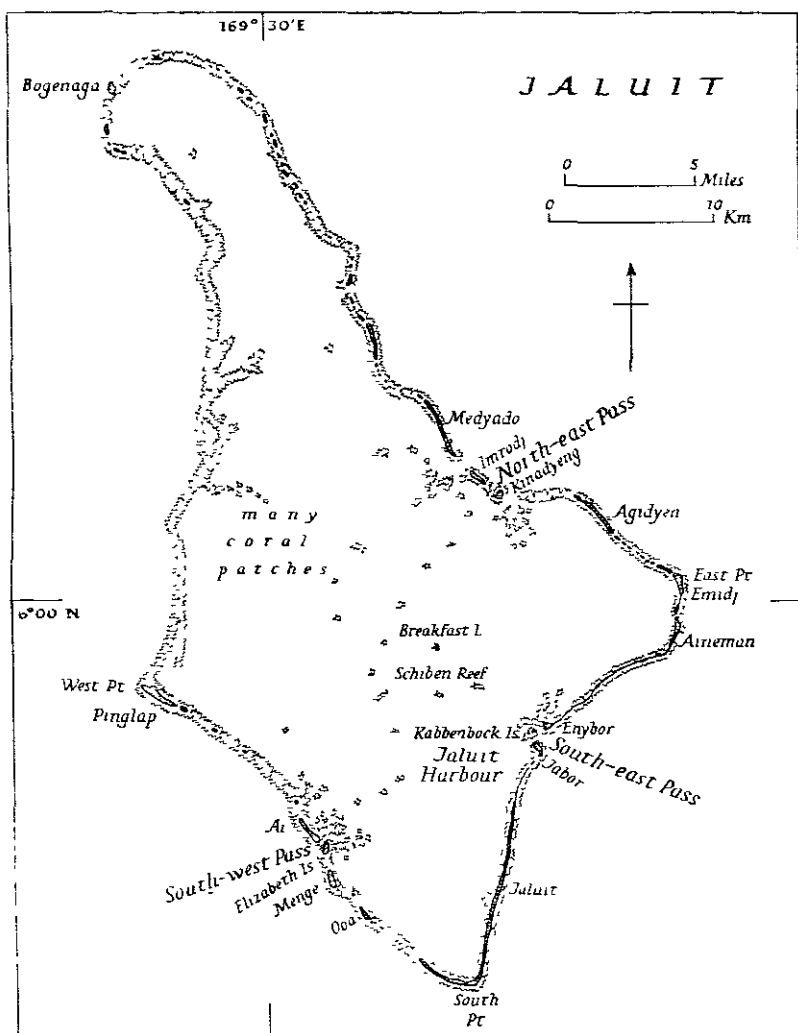 169° 30'E
Bogenaga
JALUIT
0 5
Miles
0 10
Km
Medyado
Imrodj
North-east Pass
Kinadyeng
many
coral
patches
Agidyen
East Pt
Emidj
6°00 N
Breakfast I.
Airieman
Schiben Reef
West Pt
Pinglap
Kabbenbock Is
Enybor
Jaluit
Harbour
South-east Pass
Jabor
Ai
South-west Pass
Elizabeth Is
Menge
Jaluit
Ooa
South
Pt